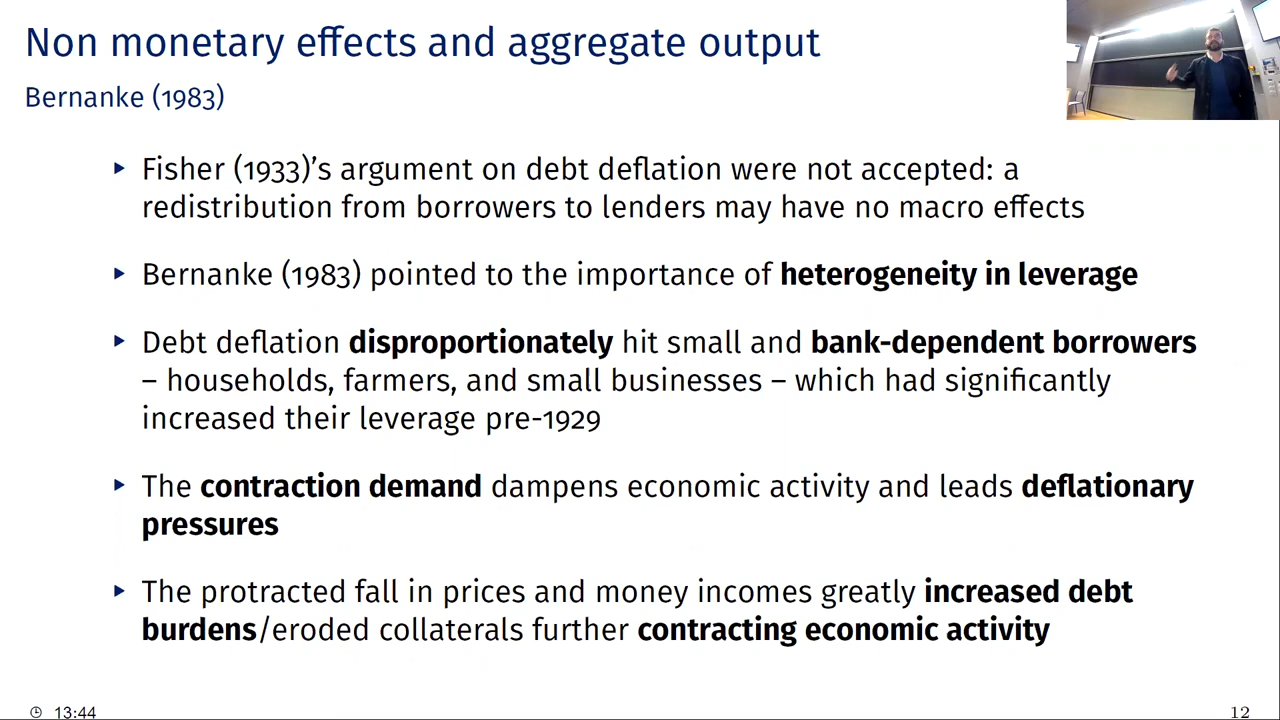 Non monetary effects and aggregate output
Bernanke (1983)
▸ Fisher (1933)’s argument on debt deflation were not accepted: a
redistribution from borrowers to lenders may have no macro effects
▸ Bernanke (1983) pointed to the importance of heterogeneity in leverage
▸ Debt deflation disproportionately hit small and bank-dependent borrowers
– households, farmers, and small businesses – which had significantly
increased their leverage pre-1929
▸ The contraction demand dampens economic activity and leads deflationary
pressures
▸ The protracted fall in prices and money incomes greatly increased debt
burdens/eroded collaterals further contracting economic activity
13:44
12